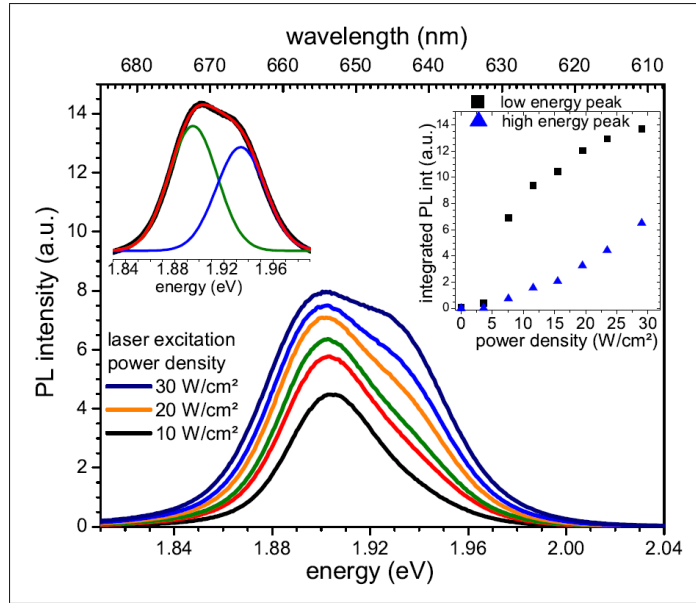 wavelength (nm)
680 670 660 650 640 630 620 610
PL intensity (a.u.)
14
12
10
8
6
4
2
0
1.84 1.88 1.92 1.96 2.00 2.04
energy (eV)
1.84 1.88 1.92 1.96
energy (eV)
low energy peak
high energy peak
integrated PL int (a.u.)
14
12
10
8
6
4
2
0
0 5 10 15 20 25 30
power density (W/cm²)
laser excitation
power density
30 W/cm²
20 W/cm²
10 W/cm²